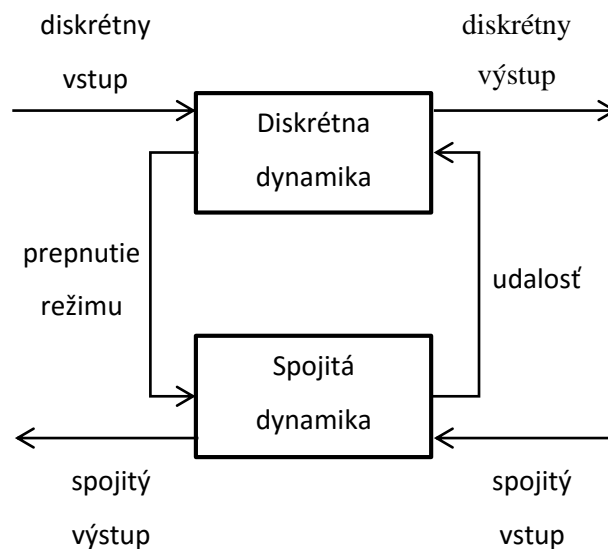 diskrétny
vstup
diskrétny
výstup
Diskrétna
dynamika
prepnutie
režimu
udalosť
Spojitá
dynamika
spojitý
výstup
spojitý
vstup